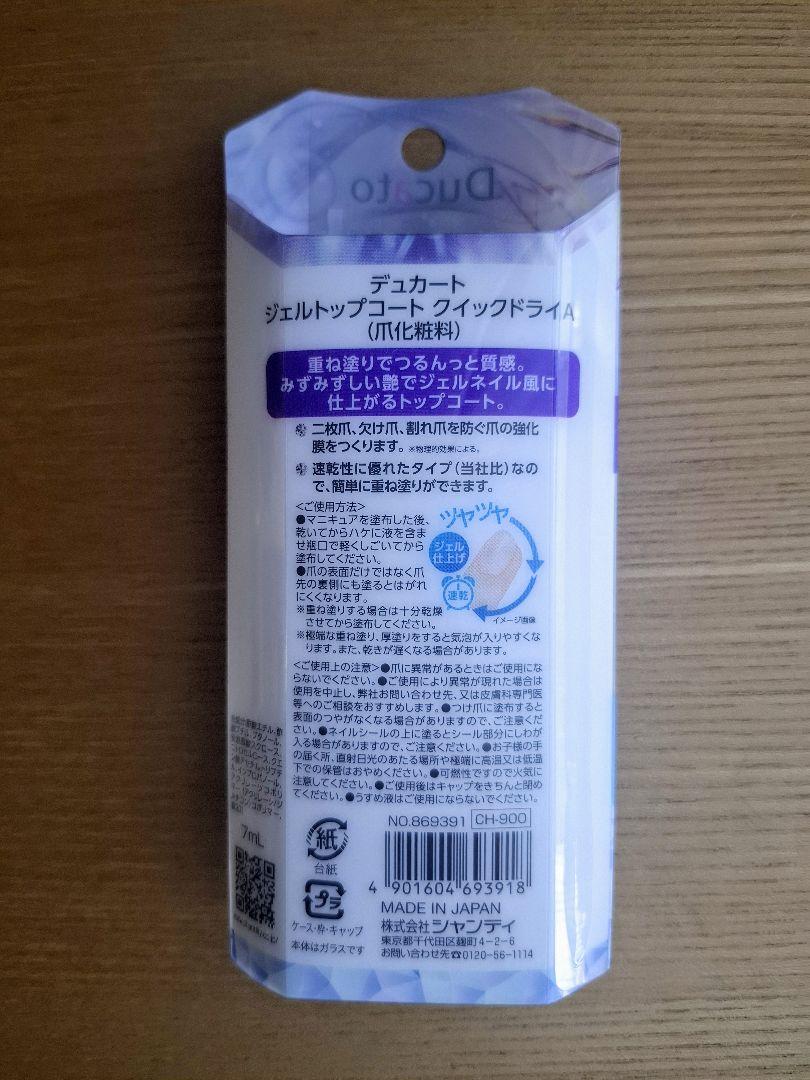 Ducato
デュカート
ジェルトップコート クイックドライA
(爪化粧料)
重ね塗りでつるんっと質感。
みずみずしい艶でジェルネイル風に
仕上がるトップコート。
二枚爪、欠け爪、割れ爪を防ぐ爪の強化
膜をつくります。※物理的効果による。
速乾性に優れたタイプ(当社比)なの
で、簡単に重ね塗りができます。
<ご使用方法>
●マニキュアを塗布した後、
乾いてからハケに液を含ま
せ瓶口で軽くしごいてから
塗布してください。
●爪の表面だけではなく爪
先の裏側にも塗るとはがれ
にくくなります。
※重ね塗りする場合は十分乾燥
させてから塗布してください。
※極端な重ね塗り、厚塗りをすると気泡が入りやすくな
ります。また、乾きが遅くなる場合があります。
ツヤツヤ
ジェル
仕上げ
速乾
イメージ画像
<ご使用上の注意>●爪に異常があるときはご使用にな
らないでください。●ご使用により異常が現れた場合は
使用を中止し、弊社お問い合わせ先、又は皮膚科専門医
等へのご相談をおすすめします。●つけ爪に塗布すると
表面のつやがなくなる場合がありますので、ご注意くだ
さい。●ネイルシールの上に塗るとシール部分にしわが
入る場合がありますので、ご注意ください。●お子様の手
の届く所、直射日光のあたる場所や極端に高温又は低温
下での保管はおやめください。●可燃性ですので火気に
注意してください。●ご使用後はキャップをきちんと閉め
てください。●うすめ液はご使用にならないでください。
7mL
NO.869391 CH-900
紙
台紙
プラ
ケース・枠・キャップ
本体はガラスです
4 901604 693918
MADE IN JAPAN
株式会社シャンティ
東京都千代田区麹町4-2-6
お問い合わせ先☎0120-56-1114